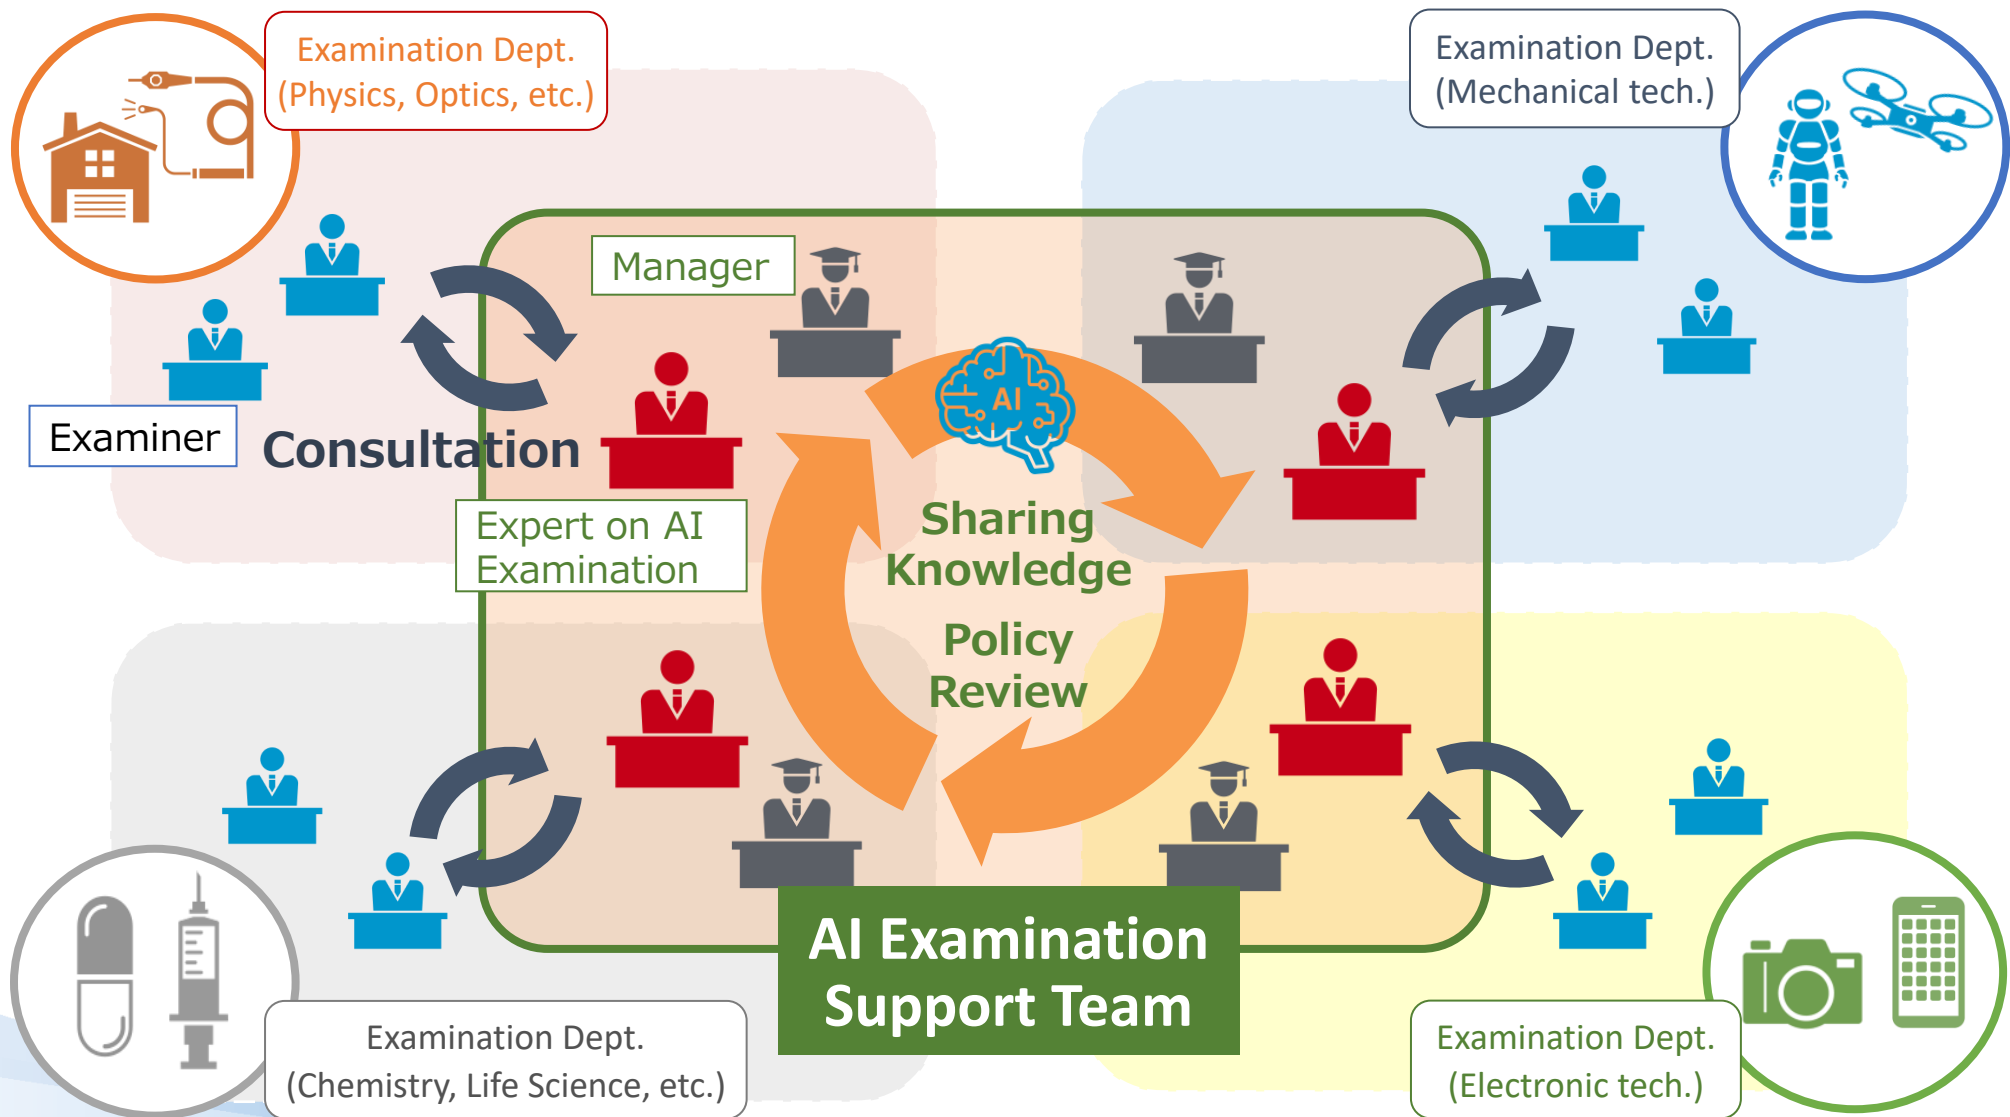 Examination Dept.
(Physics, Optics, etc.)
Examination Dept.
(Mechanical tech.)
Manager
AI
Examiner
Consultation
Expert on AI
Examination
Sharing
Knowledge
Policy
Review
AI Examination
Support Team
Examination Dept.
(Chemistry, Life Science, etc.)
Examination Dept.
(Electronic tech.)